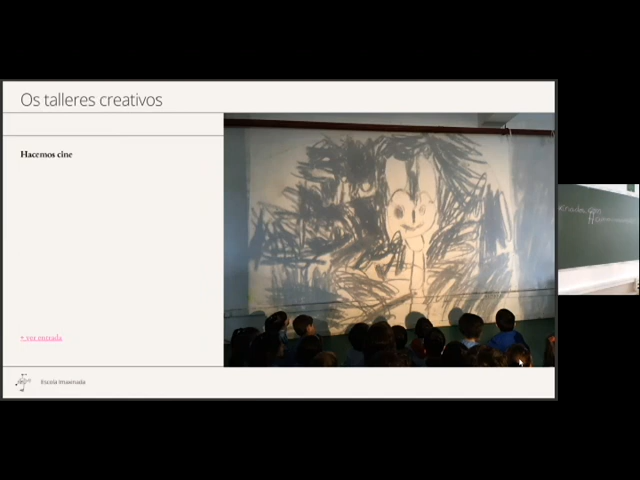 Os talleres creativos
Hacemos cine
+ ver entrada
Escola Imaxinada